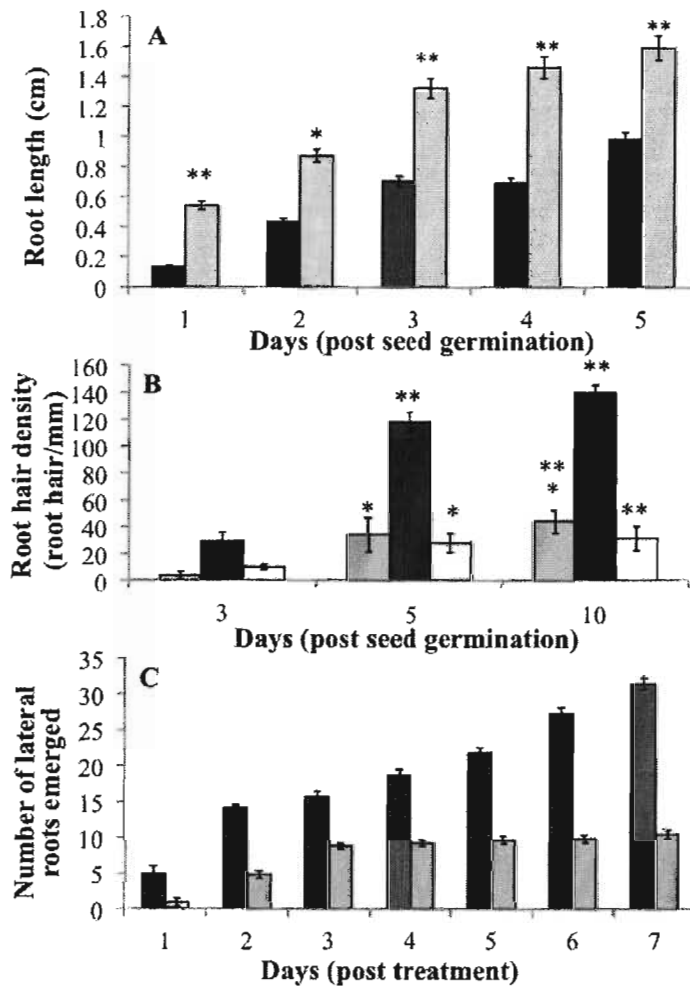 A
Root length (cm)
1.8
1.6
1.4
1.2
1
0.8
0.6
0.4
0.2
0
**
*
**
**
**
1 2 3 4 5
Days (post seed germination)
B
Root hair density
(root hair/mm)
160
140
120
100
80
60
40
20
0
*
**
*
**
*
**
**
3 5 10
Days (post seed germination)
C
Number of lateral
roots emerged
35
30
25
20
15
10
5
0
1 2 3 4 5 6 7
Days (post treatment)